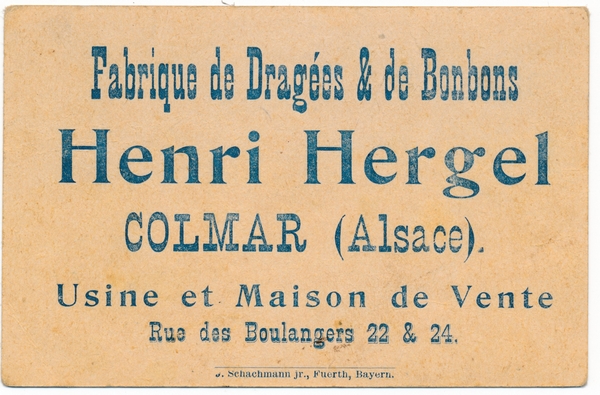 Fabrique de Dragées & de Bonbons
Henri Hergel
COLMAR (Alsace).
Usine et Maison de Vente
Rue des Boulangers 22 & 24.
J. Schachmann jr., Fuerth, Bayern.